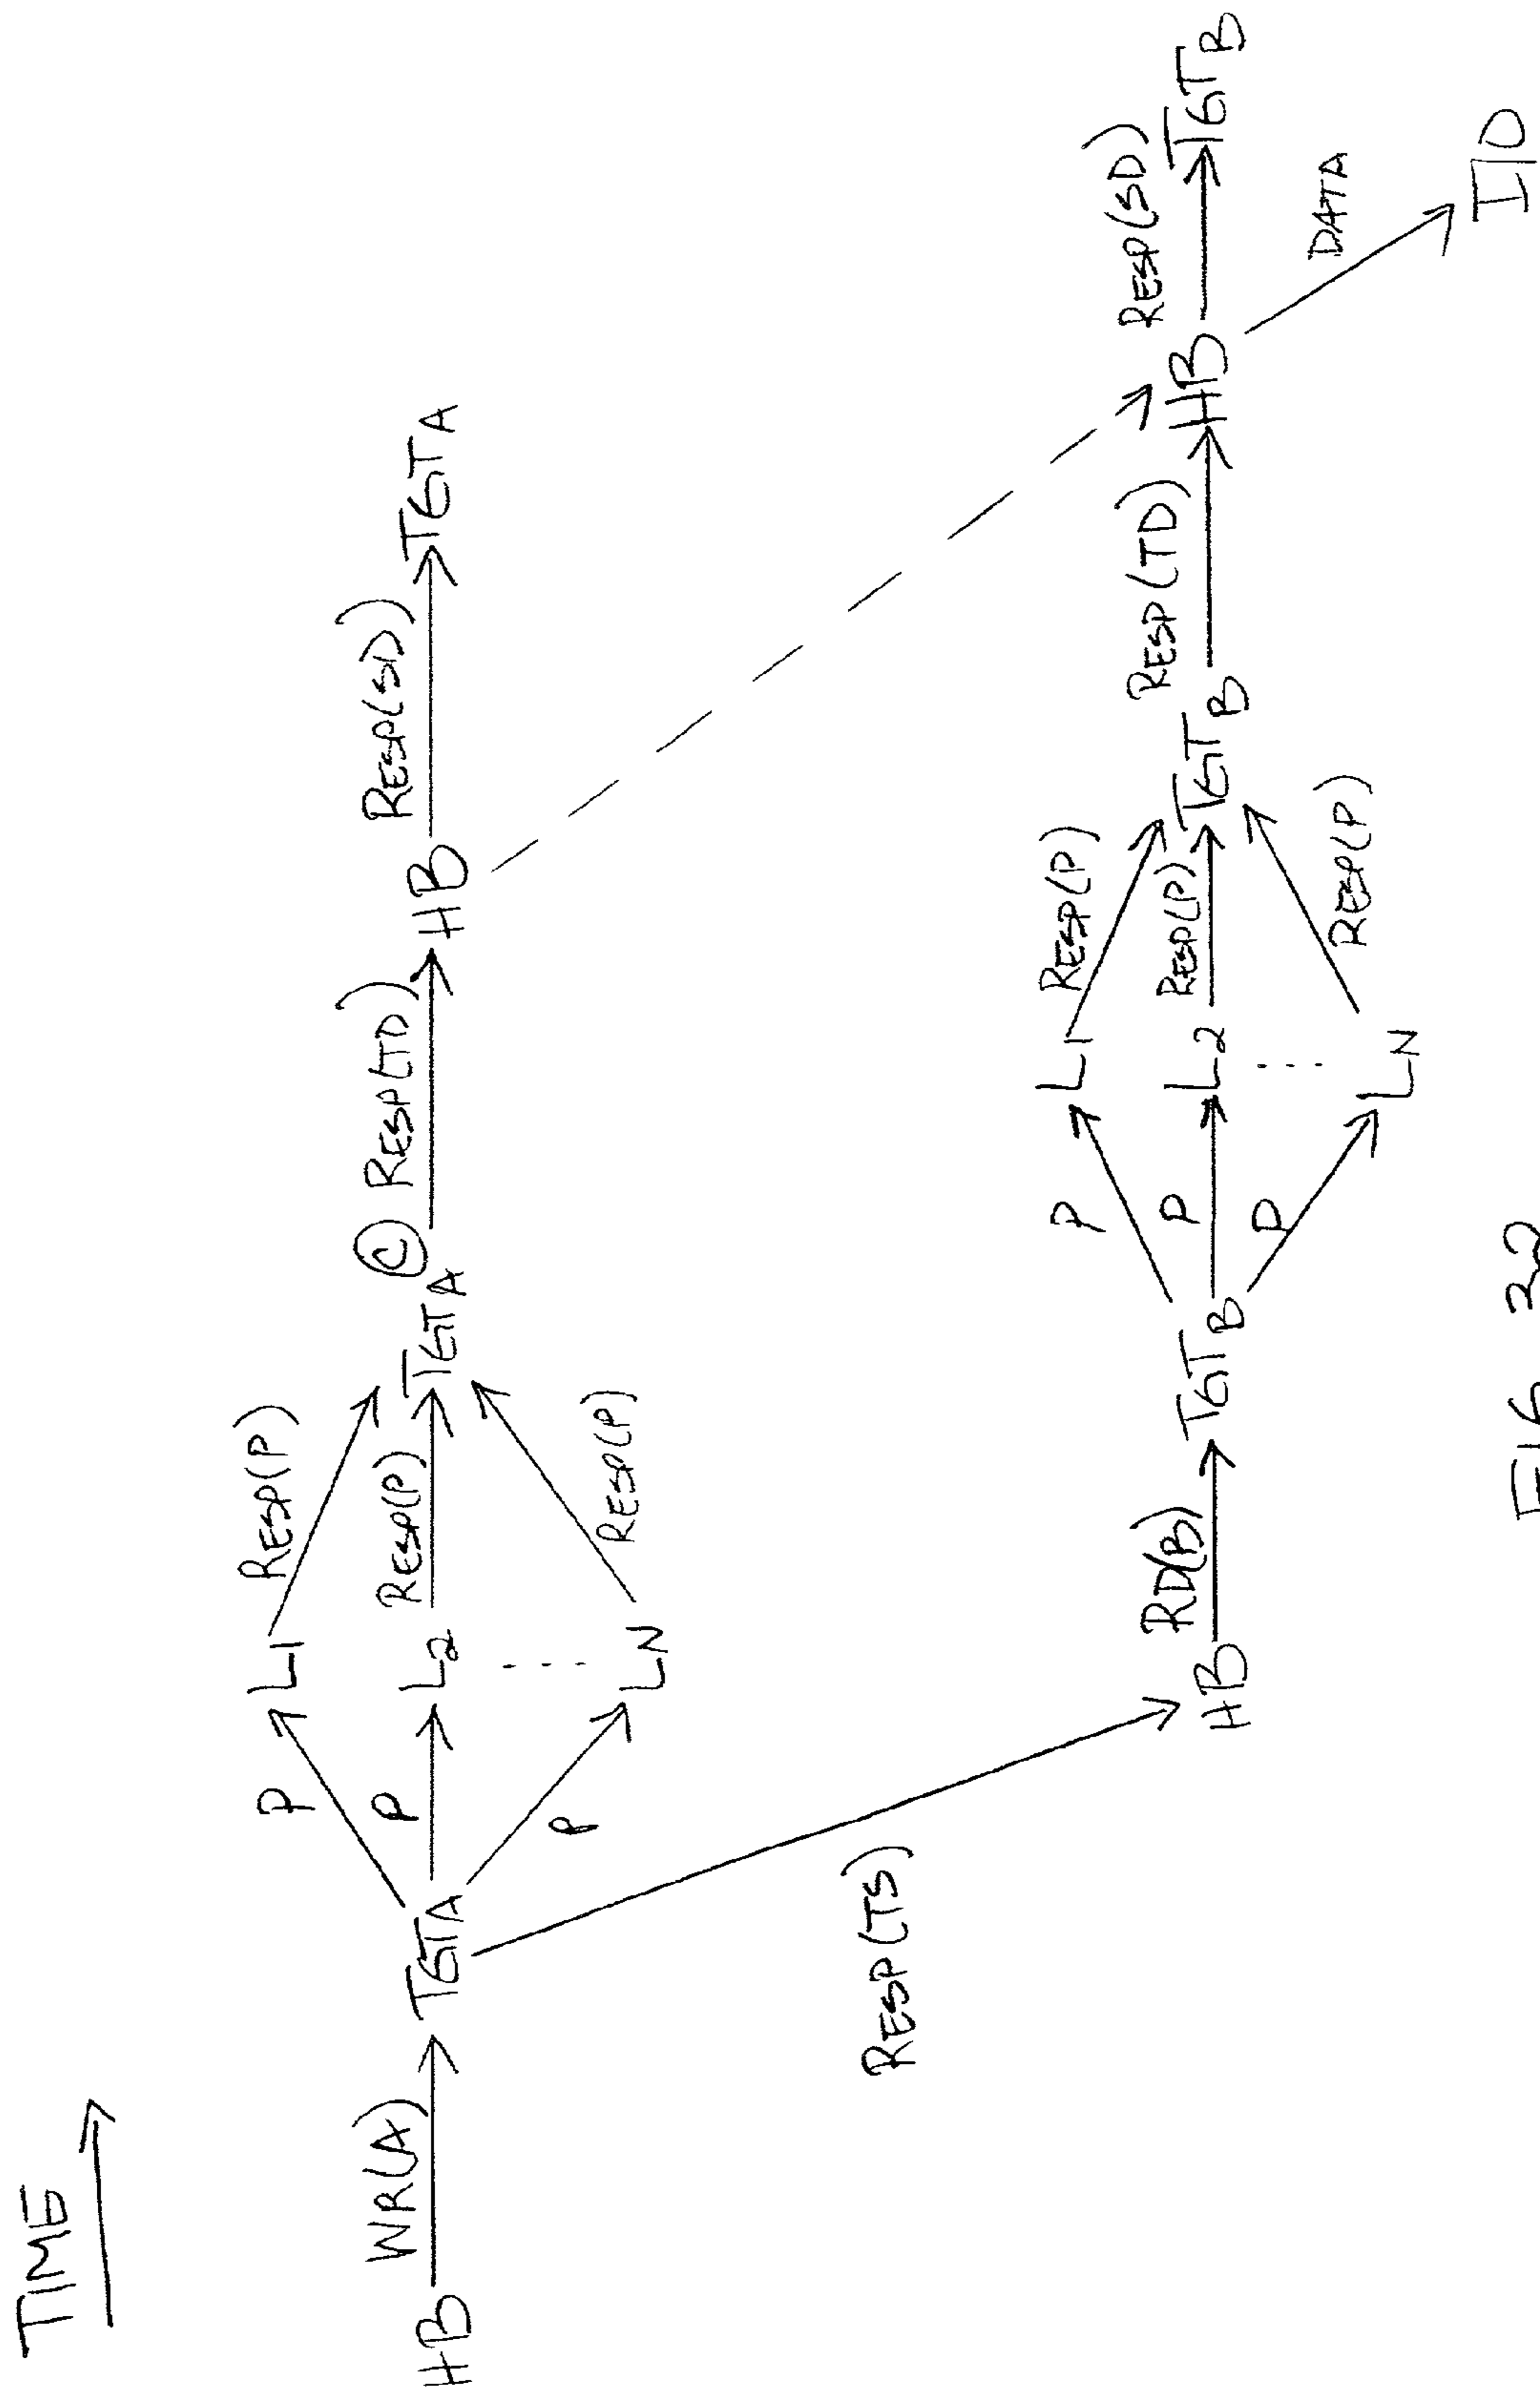 TIME
P
L1
RESP(P)
HB
WR(A)
TGTA
P
L2
RESP(P)
TGTA
C
RESP(TD)
HB
RESP(SD)
TGTA
P
LN
RESP(P)
RESP(TS)
P
L1
RESP(P)
HB
RD(B)
TGTB
P
L2
RESP(P)
TGTB
RESP(TD)
HB
RESP(SD)
TGTB
P
LN
RESP(P)
DATA
I/O
FIG